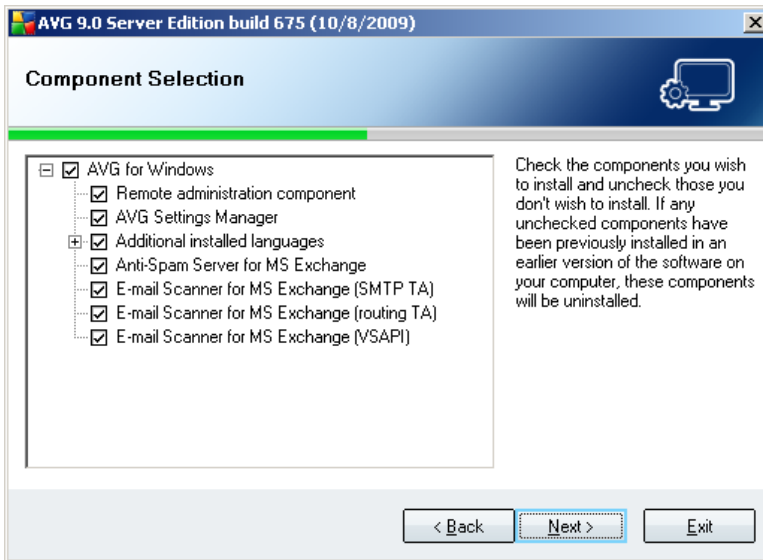 AVG 9.0 Server Edition build 675 (10/8/2009)
Component Selection
AVG for Windows
Remote administration component
AVG Settings Manager
Additional installed languages
Anti-Spam Server for MS Exchange
E-mail Scanner for MS Exchange (SMTP TA)
E-mail Scanner for MS Exchange (routing TA)
E-mail Scanner for MS Exchange (VSAPI)
Check the components you wish
to install and uncheck those you
don't wish to install. If any
unchecked components have
been previously installed in an
earlier version of the software on
your computer, these components
will be uninstalled.
< Back
Next >
Exit